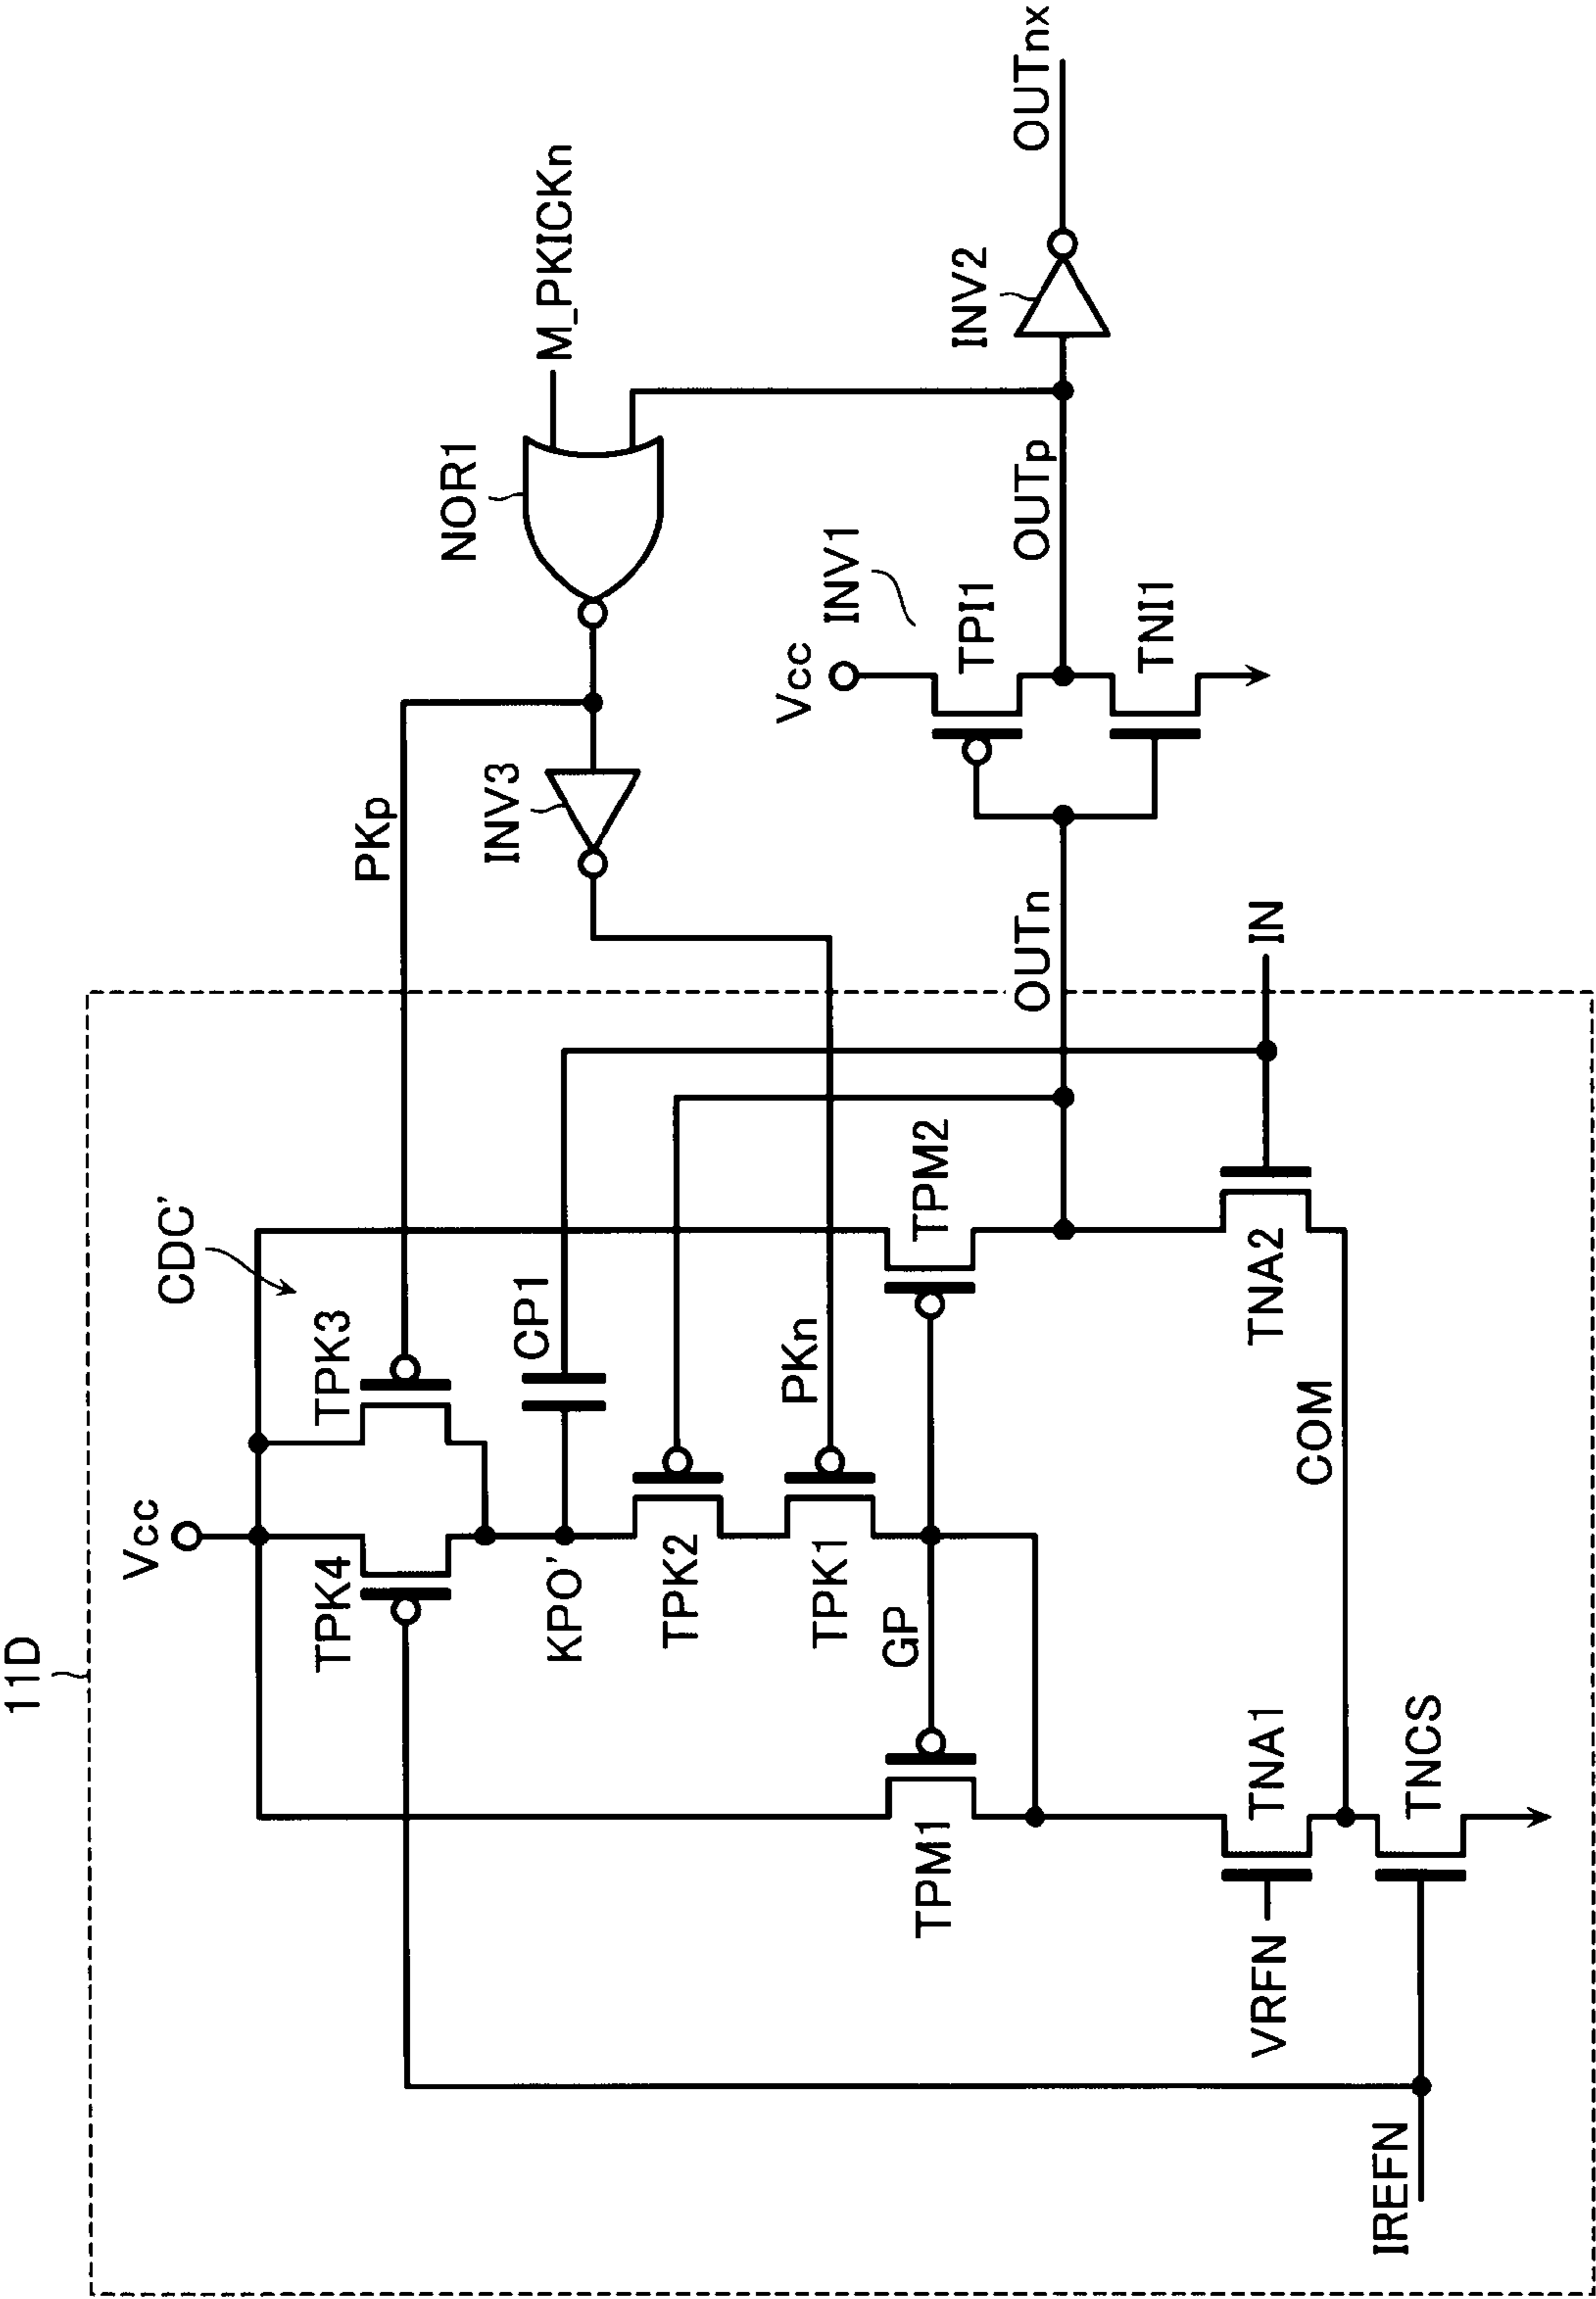 11D
Vcc
CDC'
TPK4
TPK3
PKp
KPO'
CP1
NOR1
M_PKICKn
INV3
TPK2
TPK1
PKn
GP
TPM1
TPM2
Vcc
INV1
TPI1
TNI1
OUTn
OUTp
INV2
OUTnx
VRFN
TNA1
TNA2
IN
COM
IREFN
TNCS